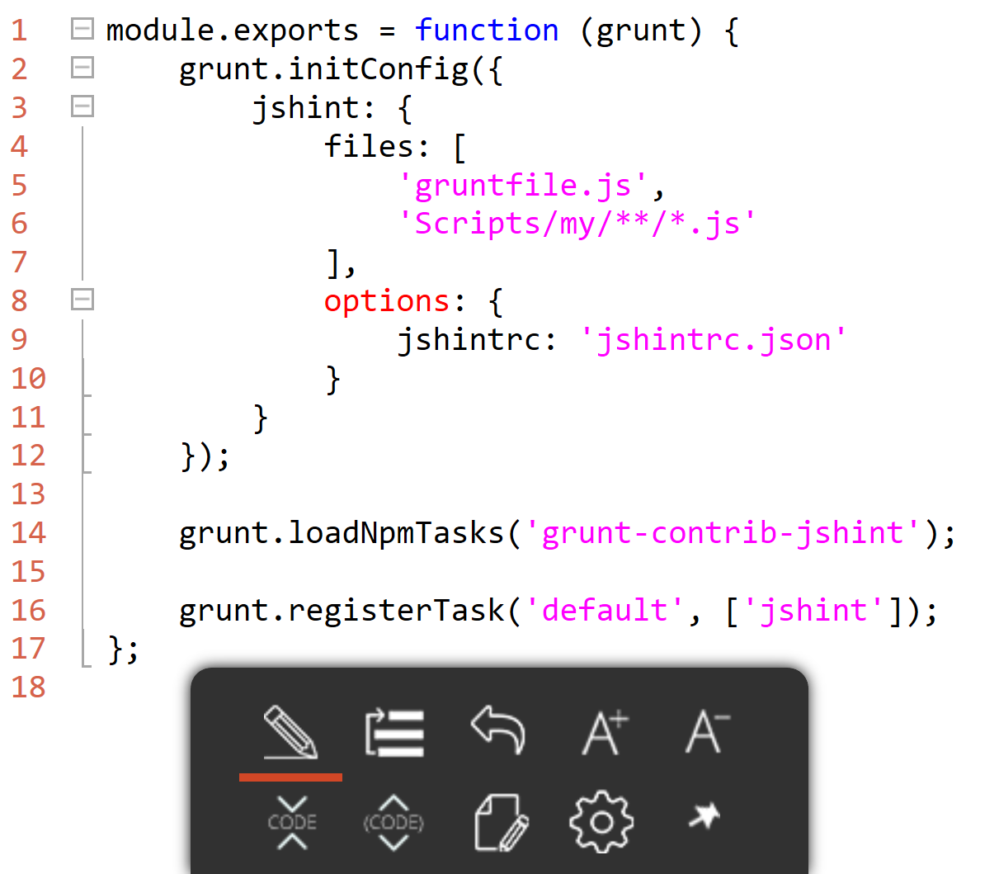 1 module.exports = function (grunt) {
2 grunt.initConfig({
3 jshint: {
4 files: [
5 'gruntfile.js',
6 'Scripts/my/**/*.js'
7 ],
8 options: {
9 jshintrc: 'jshintrc.json'
10 }
11 }
12 });
13
14 grunt.loadNpmTasks('grunt-contrib-jshint');
15
16 grunt.registerTask('default', ['jshint']);
17 };
18
A+ A-
CODE (CODE)